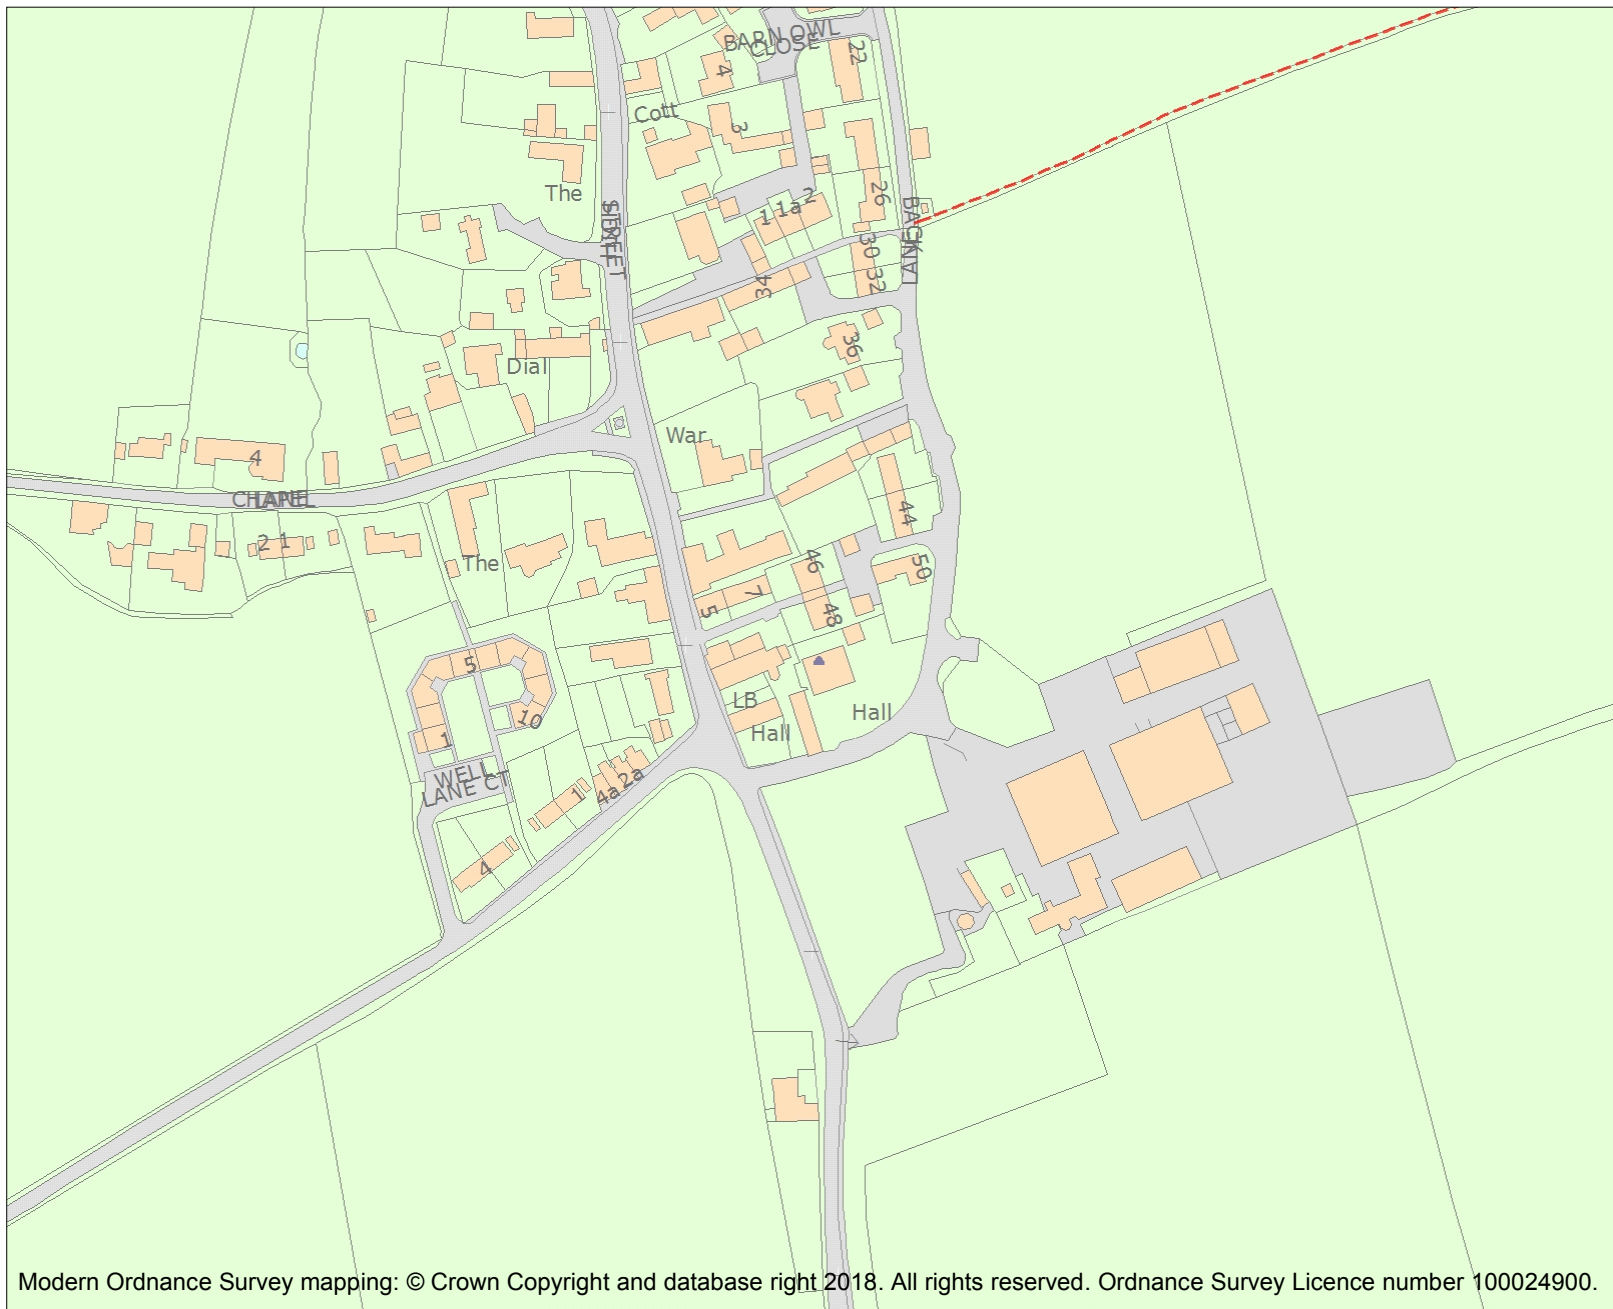 BARN OWL
CLOSE
22
4
Cott
3
The
26
2
1a
1
STREET
BACK
LANE
30
32
34
36
Dial
War
4
CHAPEL
LANE
2 1
44
The
46
50
7
5
48
5
LB
Hall
Hall
10
1
WELL
LANE CT
2a
4a
1
4
Modern Ordnance Survey mapping: © Crown Copyright and database right 2018. All rights reserved. Ordnance Survey Licence number 100024900.